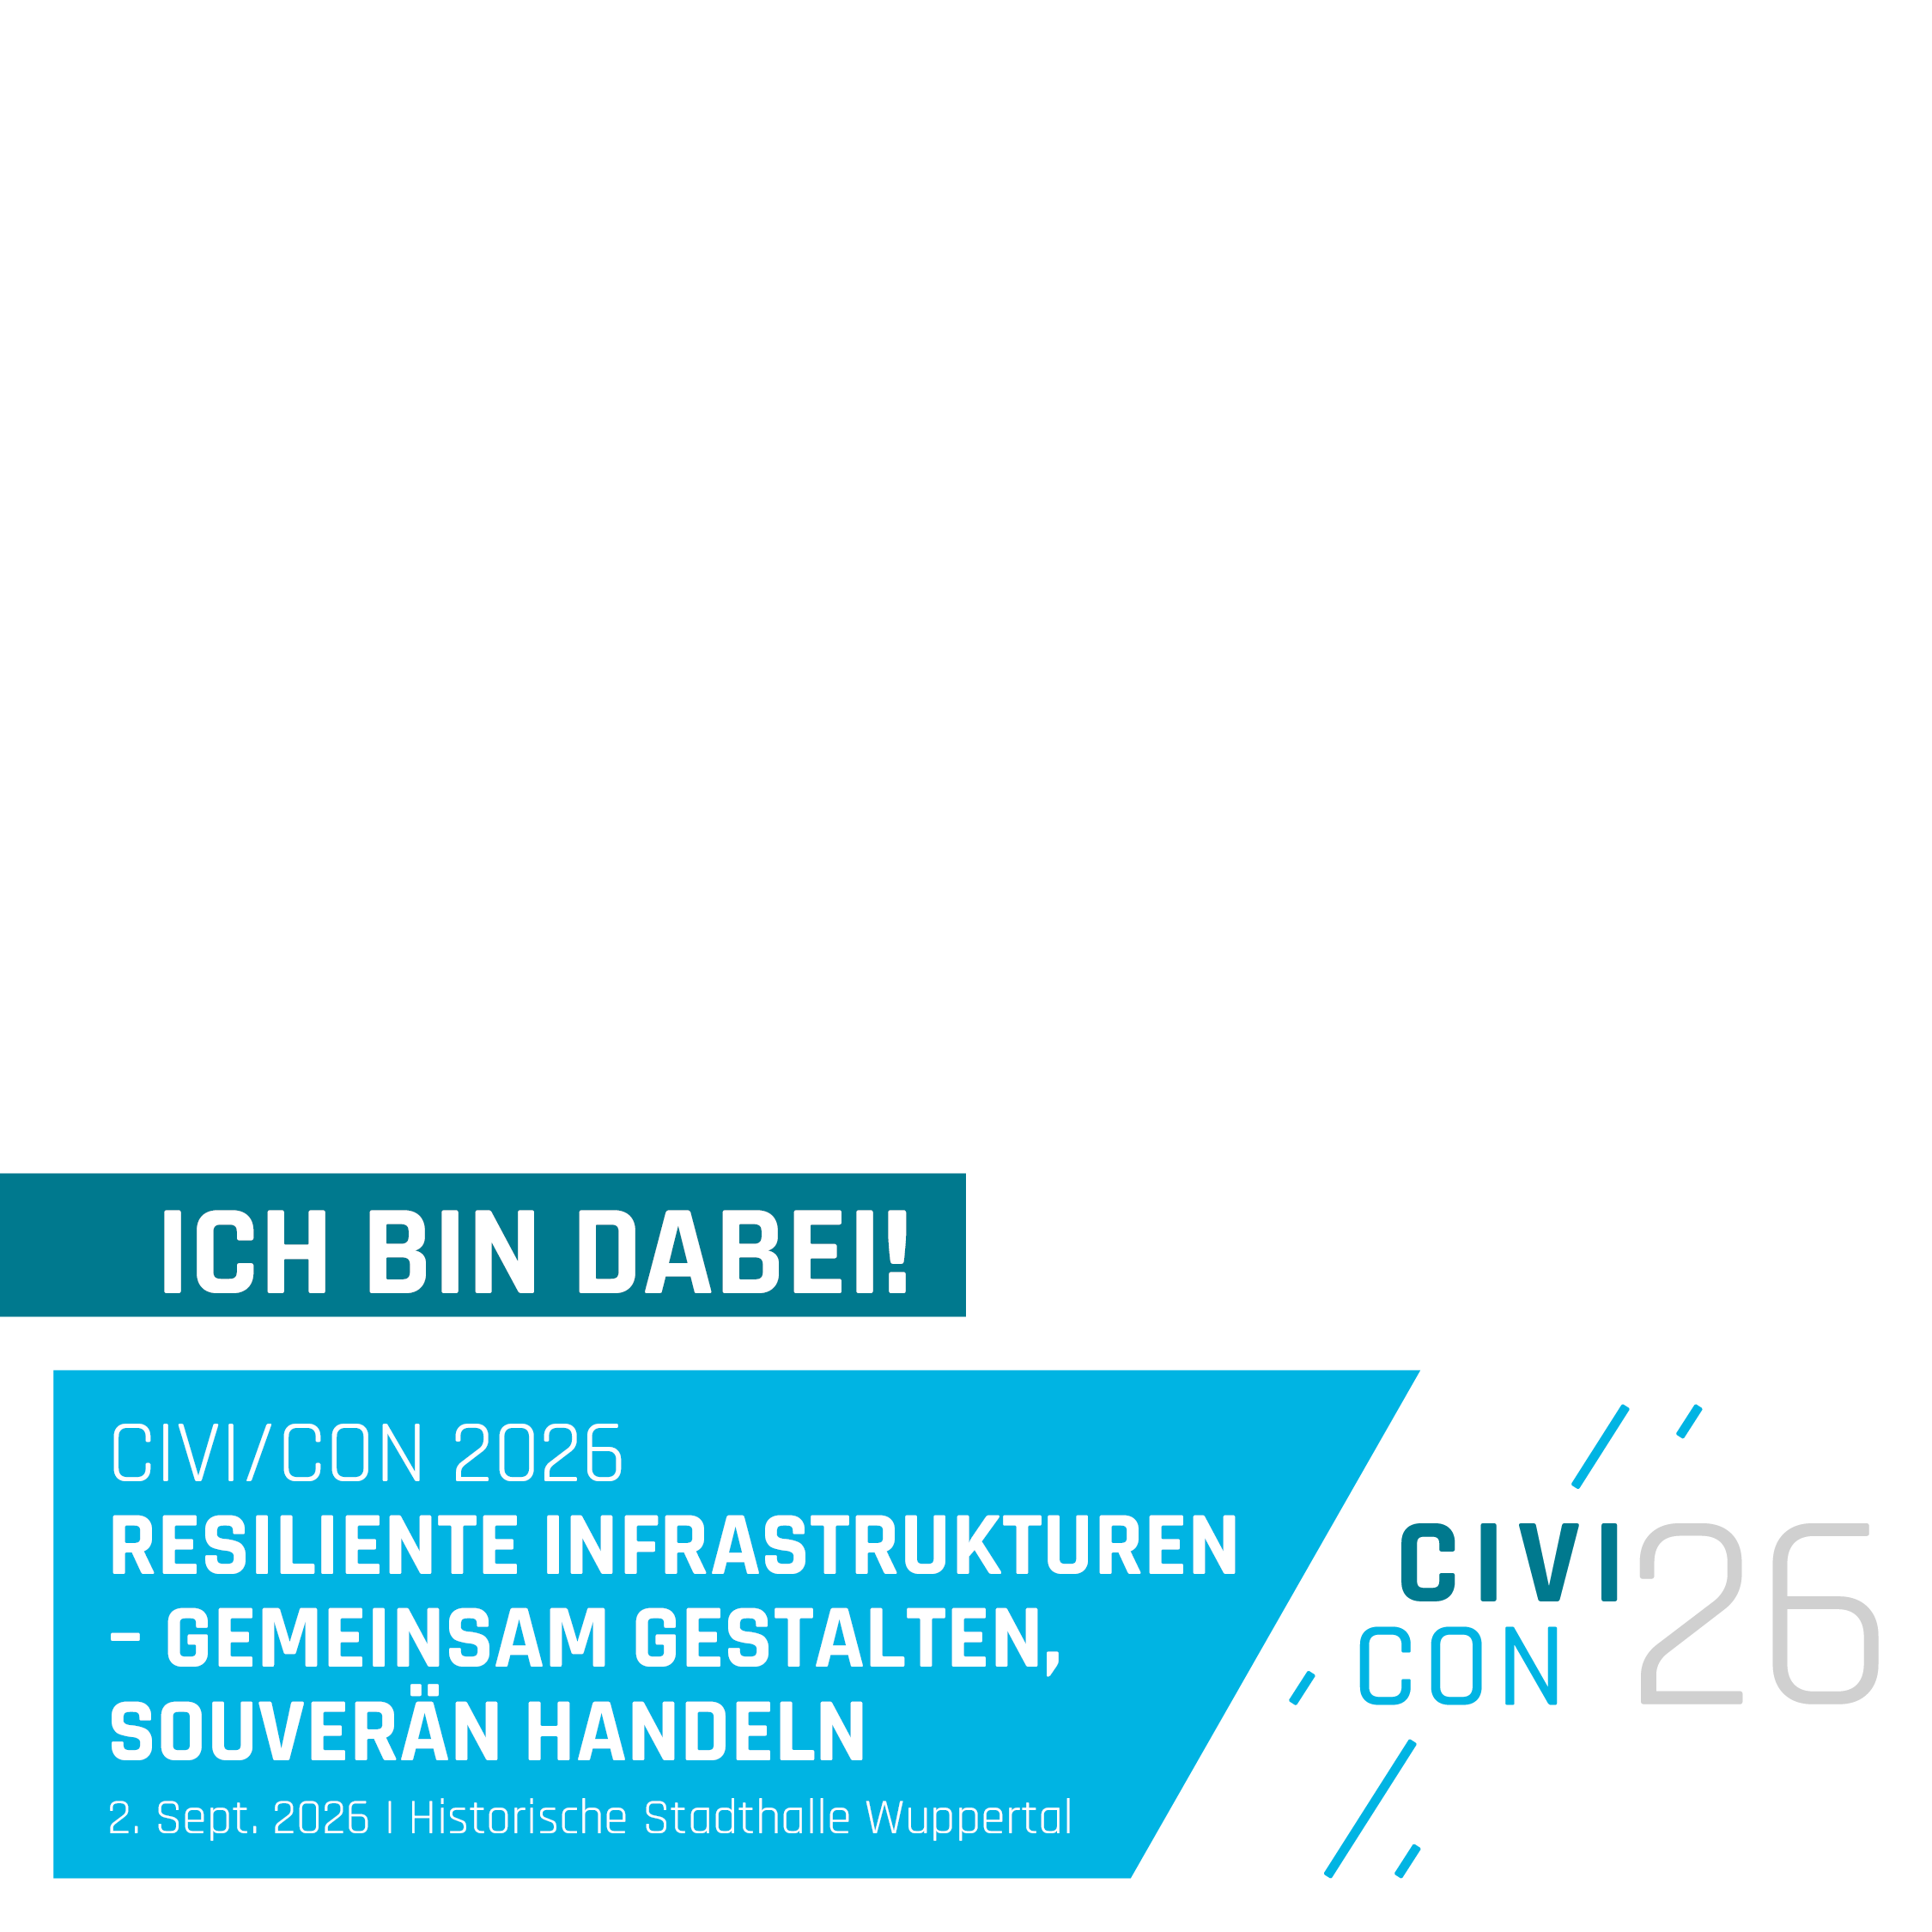 ICH BIN DABEI!
CIVI/CON 2026
RESILIENTE INFRASTRUKTUREN
- GEMEINSAM GESTALTEN,
SOUVERÄN HANDELN
2. Sept. 2026 | Historische Stadthalle Wuppertal
CIVI
CON
26